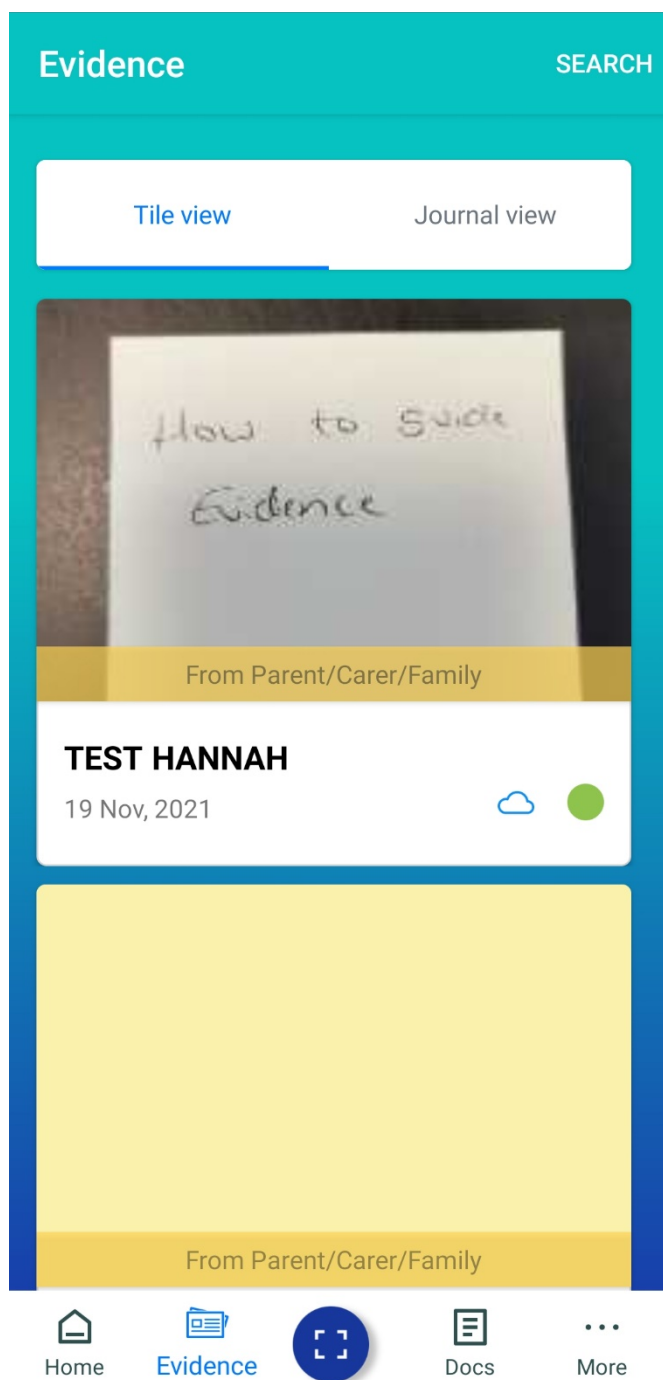 Evidence
SEARCH
Tile view
Journal view
How to Guide
Evidence
From Parent/Carer/Family
TEST HANNAH
19 Nov, 2021
From Parent/Carer/Family
Home
Evidence
Docs
More